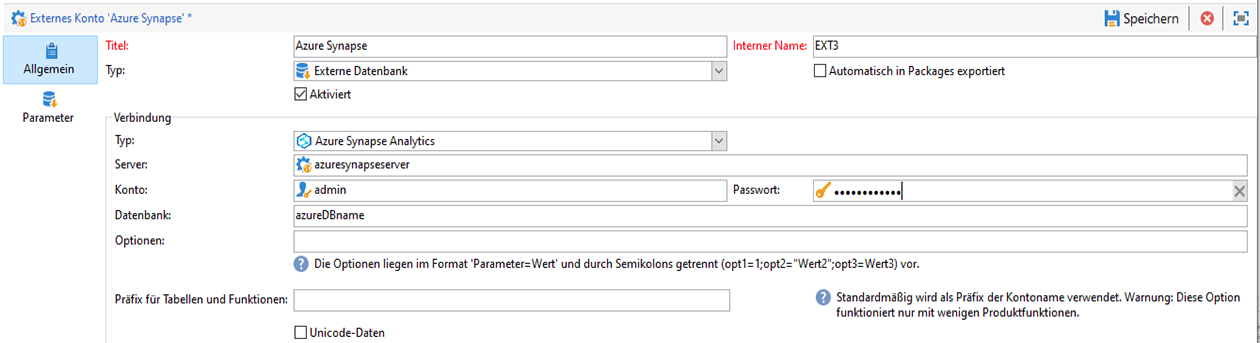 Externes Konto 'Azure Synapse' *
Speichern
Allgemein
Parameter
Titel: Azure Synapse Interner Name: EXT3
Typ: Externe Datenbank Automatisch in Packages exportiert
Aktiviert
Verbindung
Typ: Azure Synapse Analytics
Server: azuresynapseserver
Konto: admin Passwort: ••••••••••••
Datenbank: azureDBname
Optionen:
Die Optionen liegen im Format 'Parameter=Wert' und durch Semikolons getrennt (opt1=1;opt2="Wert2";opt3=Wert3) vor.
Präfix für Tabellen und Funktionen:
Standardmäßig wird als Präfix der Kontoname verwendet. Warnung: Diese Option
funktioniert nur mit wenigen Produktfunktionen.
Unicode-Daten